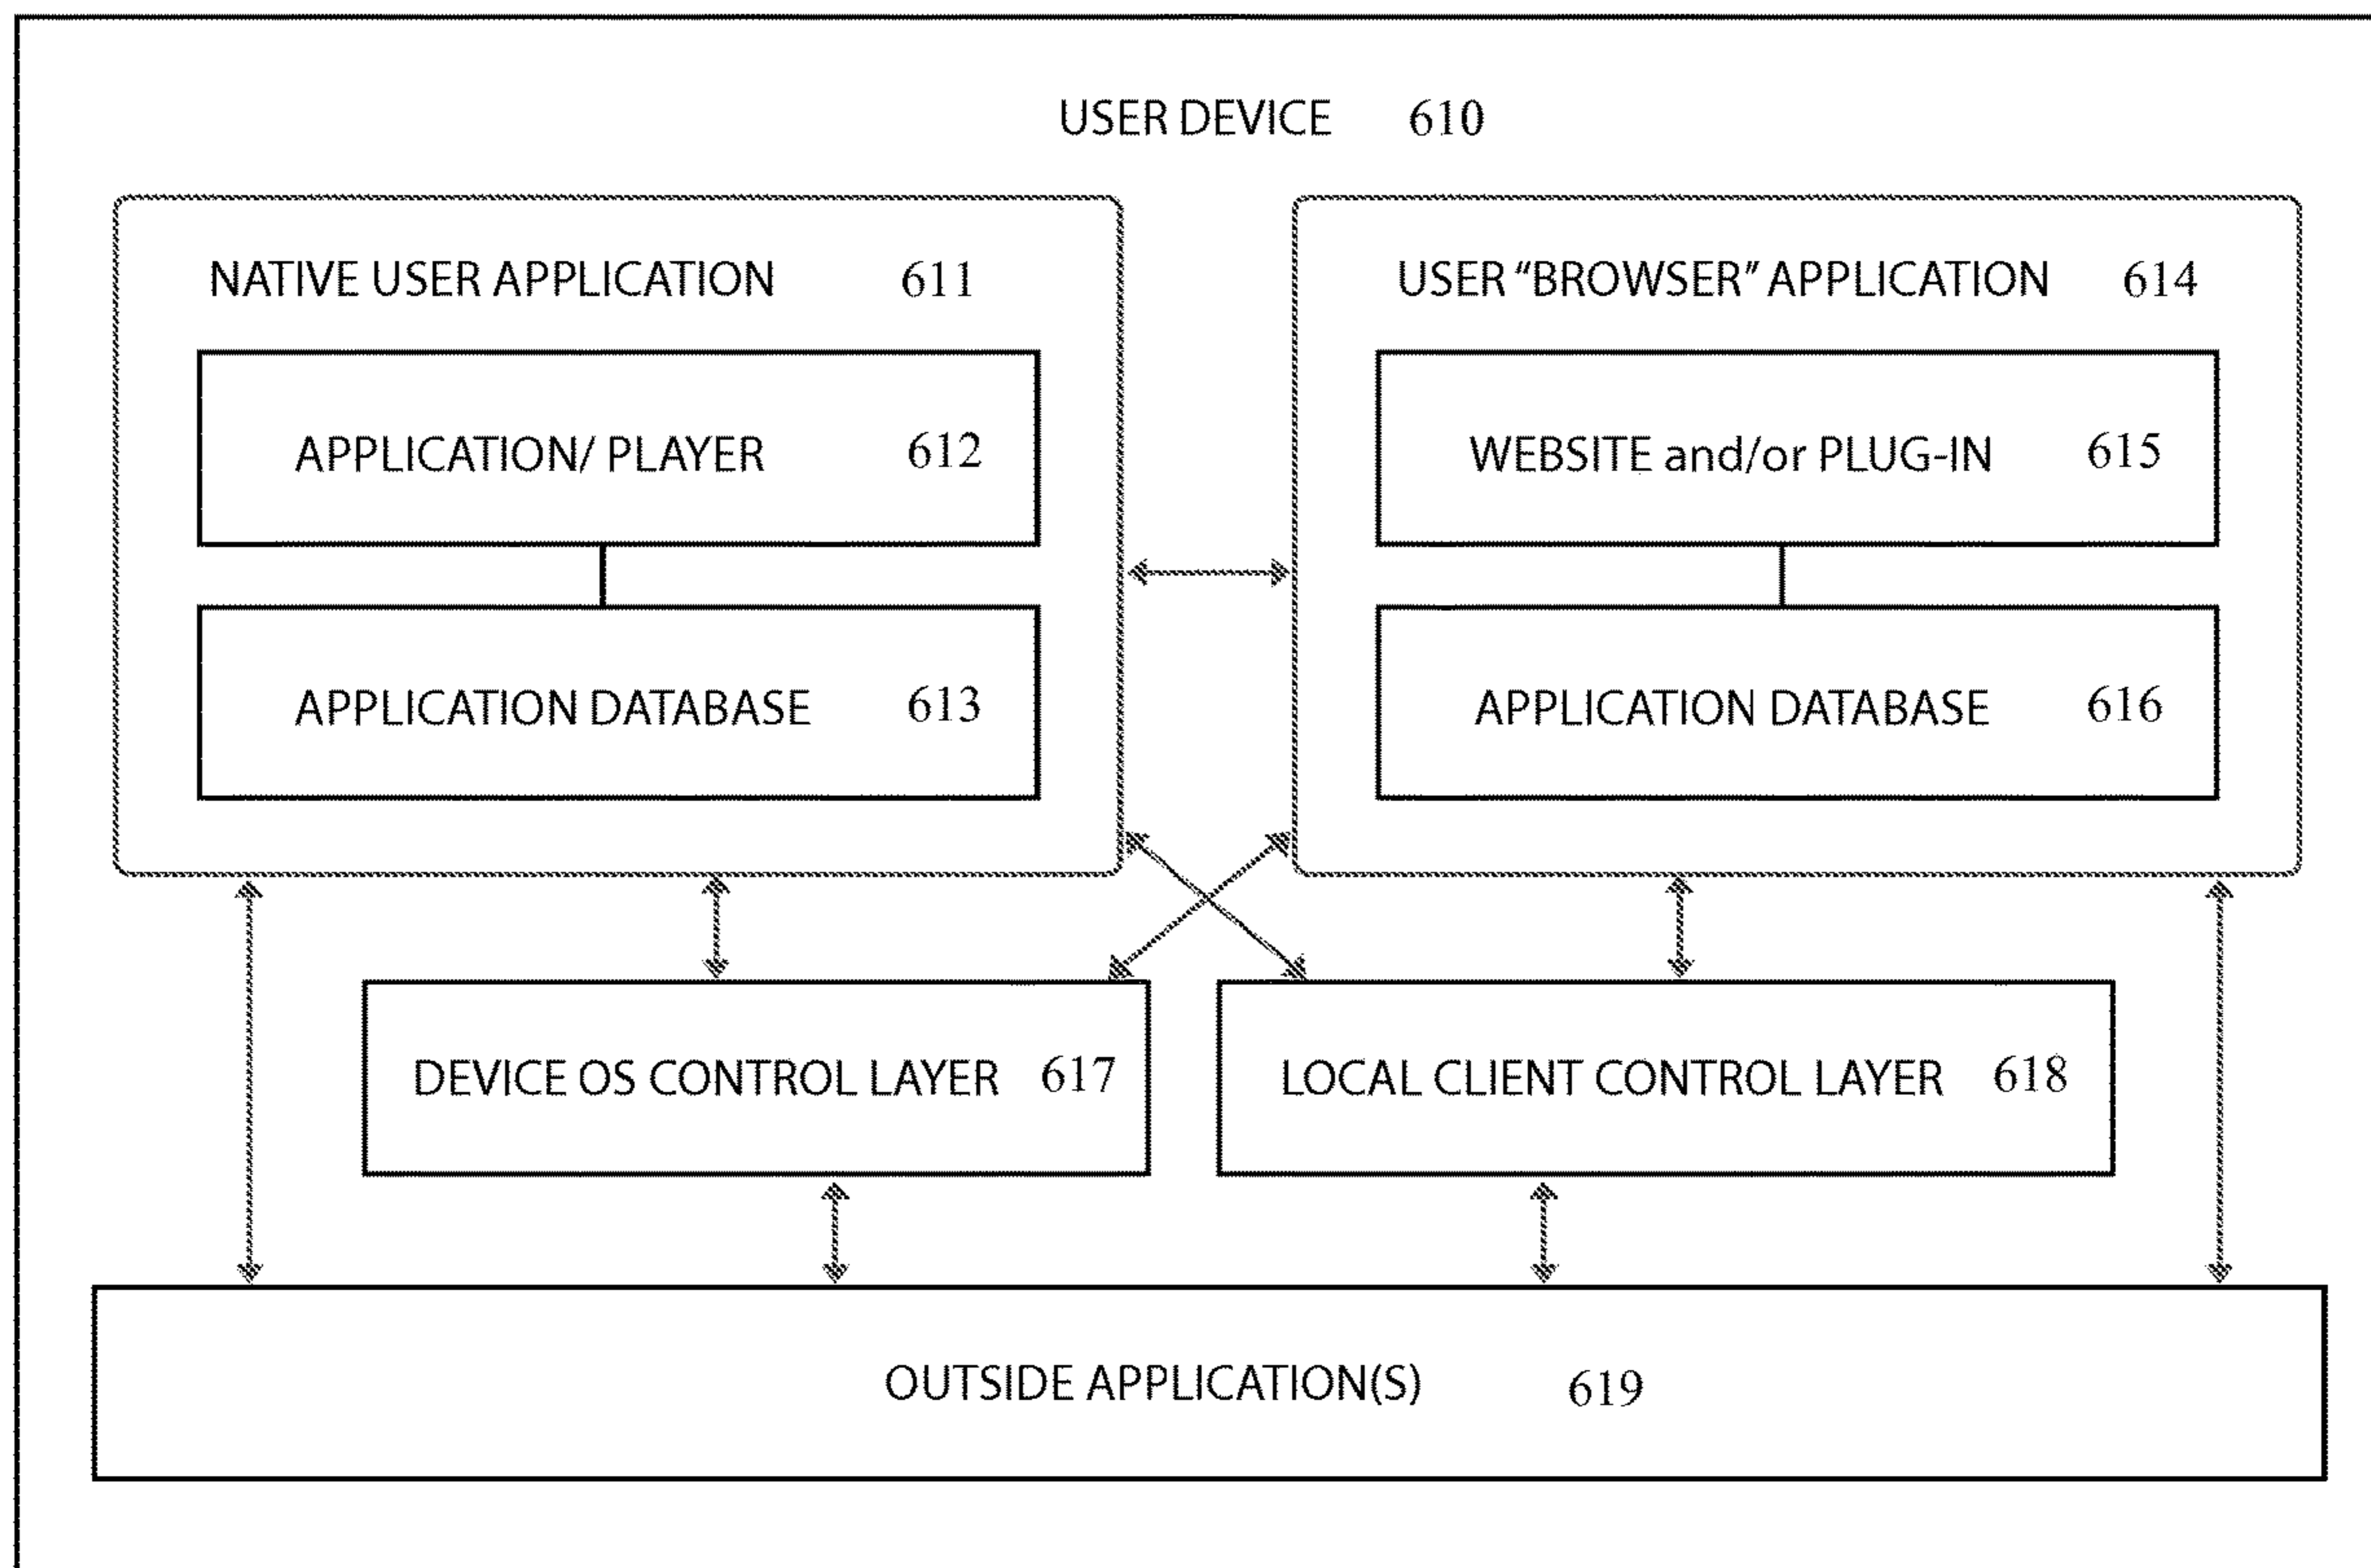 USER DEVICE 610
NATIVE USER APPLICATION 611
APPLICATION/ PLAYER 612
APPLICATION DATABASE 613
USER “BROWSER” APPLICATION 614
WEBSITE and/or PLUG-IN 615
APPLICATION DATABASE 616
DEVICE OS CONTROL LAYER 617
LOCAL CLIENT CONTROL LAYER 618
OUTSIDE APPLICATION(S) 619